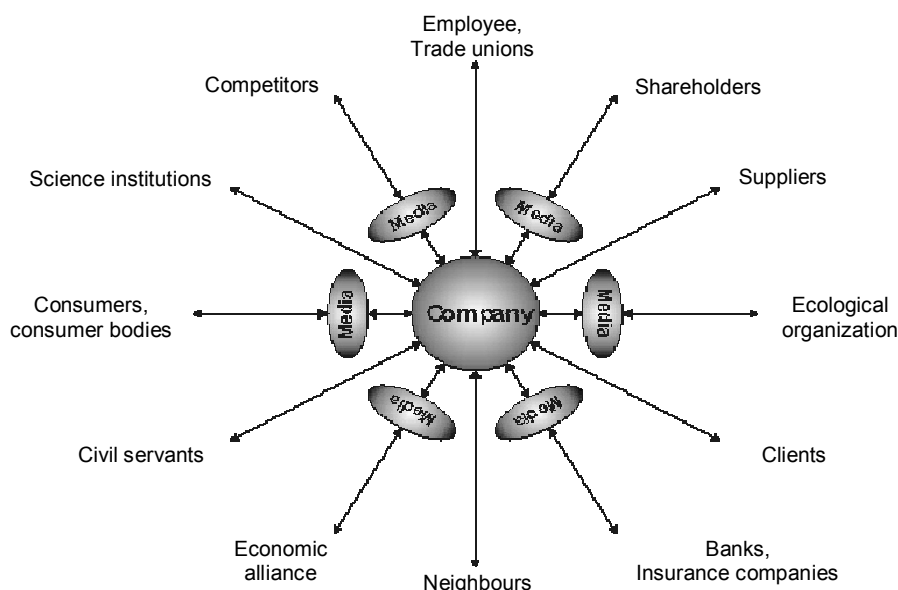 Employee,
Trade unions
Competitors
Shareholders
Science institutions
Suppliers
Media
Media
Consumers,
consumer bodies
Media
Company
Media
Ecological
organization
Media
Media
Civil servants
Clients
Economic
alliance
Neighbours
Banks,
Insurance companies